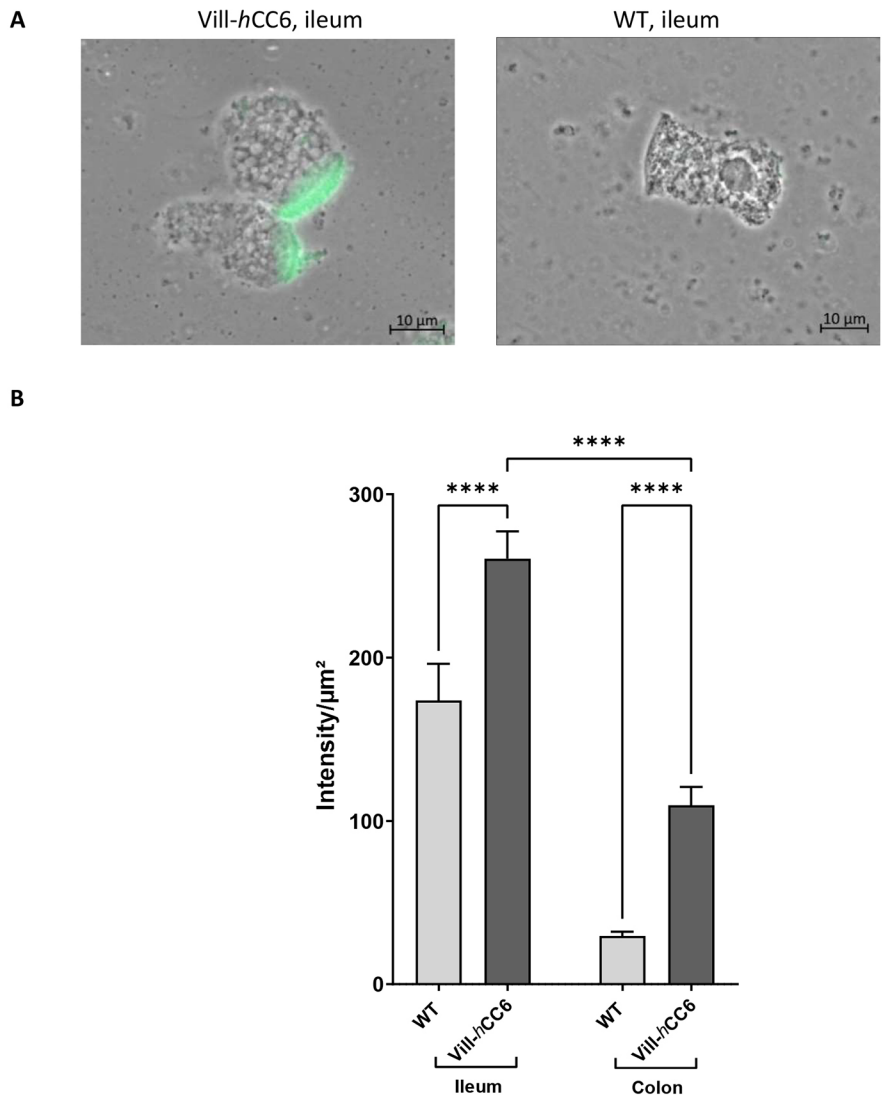 A
Vill-hCC6, ileum
WT, ileum
10 µm
10 µm
B
****
****
****
300
200
100
0
Intensity/µm²
WT
Vill-hCC6
WT
Vill-hCC6
Ileum
Colon